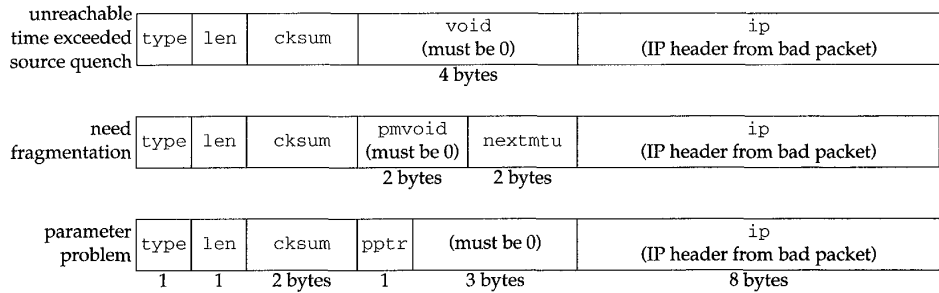 unreachable
time exceeded
source quench
type len cksum void ip
(must be 0) (IP header from bad packet)
4 bytes
need
fragmentation
type len cksum pmvoid nextmtu ip
(must be 0) (IP header from bad packet)
2 bytes 2 bytes
parameter
problem
type len cksum pptr (must be 0) ip
(IP header from bad packet)
1 1 2 bytes 1 3 bytes 8 bytes